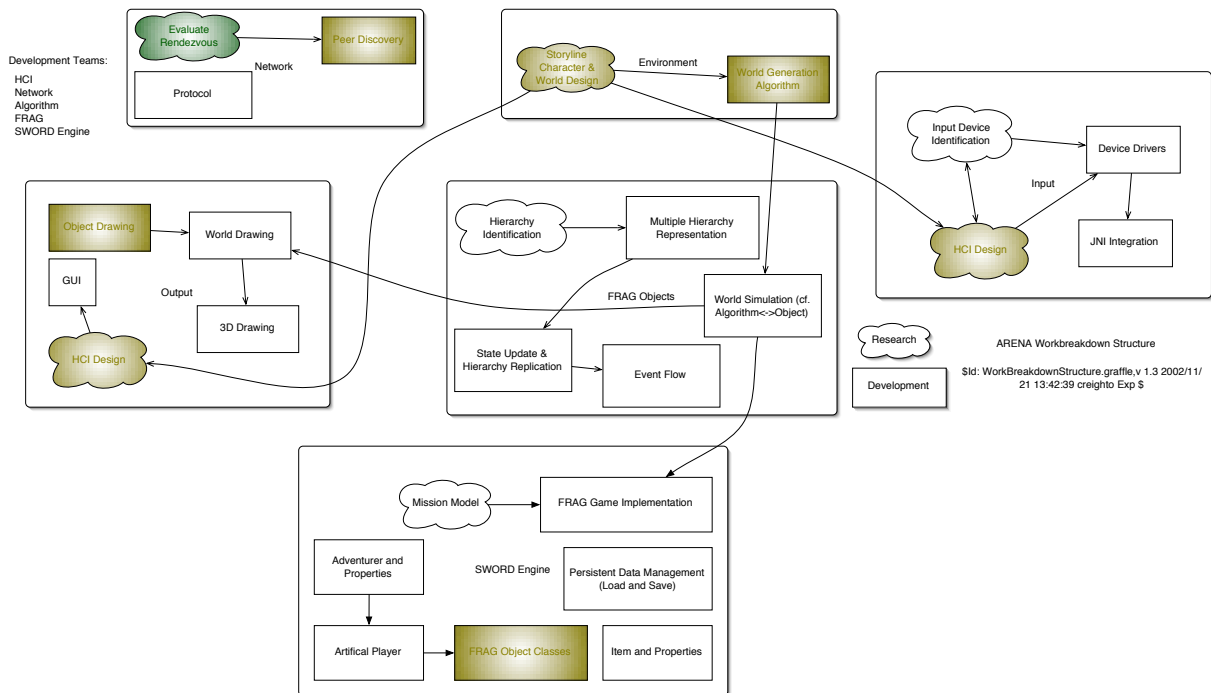 Development Teams:
HCI
Network
Algorithm
FRAG
SWORD Engine
Evaluate
Rendezvous
Peer Discovery
Network
Protocol
Storyline
Character &
World Design
Environment
World Generation
Algorithm
Input Device
Identification
Device Drivers
Input
HCI Design
JNI Integration
Object Drawing
World Drawing
GUI
Output
3D Drawing
HCI Design
Hierarchy
Identification
Multiple Hierarchy
Representation
FRAG Objects
World Simulation (cf.
Algorithm<->Object)
State Update &
Hierarchy Replication
Event Flow
Research
Development
ARENA Workbreakdown Structure
$Id: WorkBreakdownStructure.graffle,v 1.3 2002/11/
21 13:42:39 creighto Exp $
Mission Model
FRAG Game Implementation
Adventurer and
Properties
SWORD Engine
Persistent Data Management
(Load and Save)
Artifical Player
FRAG Object Classes
Item and Properties